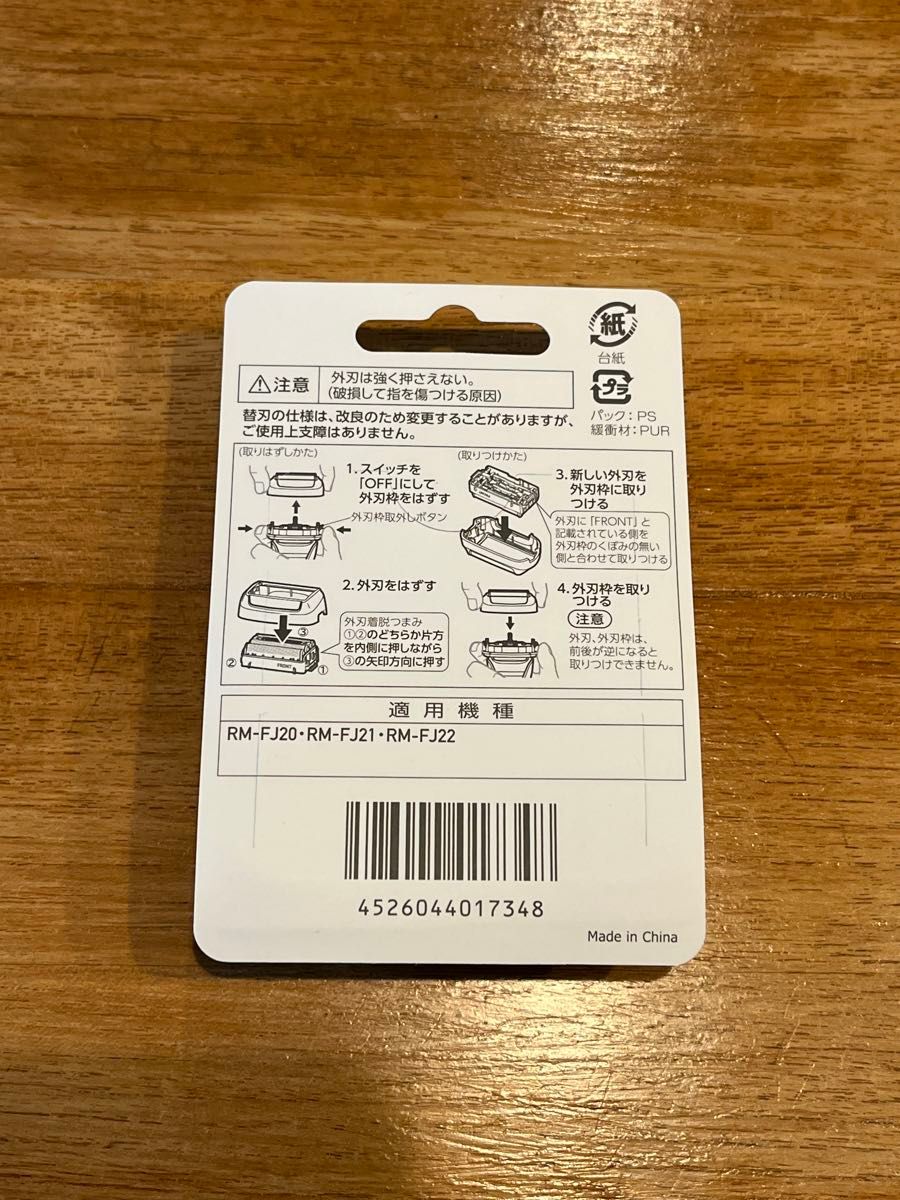 紙
台紙
プラ
パック：PS
緩衝材：PUR
注意
外刃は強く押さえない。
（破損して指を傷つける原因）
替刃の仕様は、改良のため変更することがありますが、
ご使用上支障はありません。
（取りはずしかた）
1. スイッチを
「OFF」にして
外刃枠をはずす
外刃枠取外しボタン
2. 外刃をはずす
外刃着脱つまみ
①②のどちらか片方
を内側に押しながら
③の矢印方向に押す
③
②
①
FRONT
（取りつけかた）
3. 新しい外刃を
外刃枠に取り
つける
外刃に「FRONT」と
記載されている側を
外刃枠のくぼみの無い
側と合わせて取りつける
4. 外刃枠を取り
つける
注意
外刃、外刃枠は、
前後が逆になると
取りつけできません。
適用機種
RM-FJ20・RM-FJ21・RM-FJ22
4526044017348
Made in China